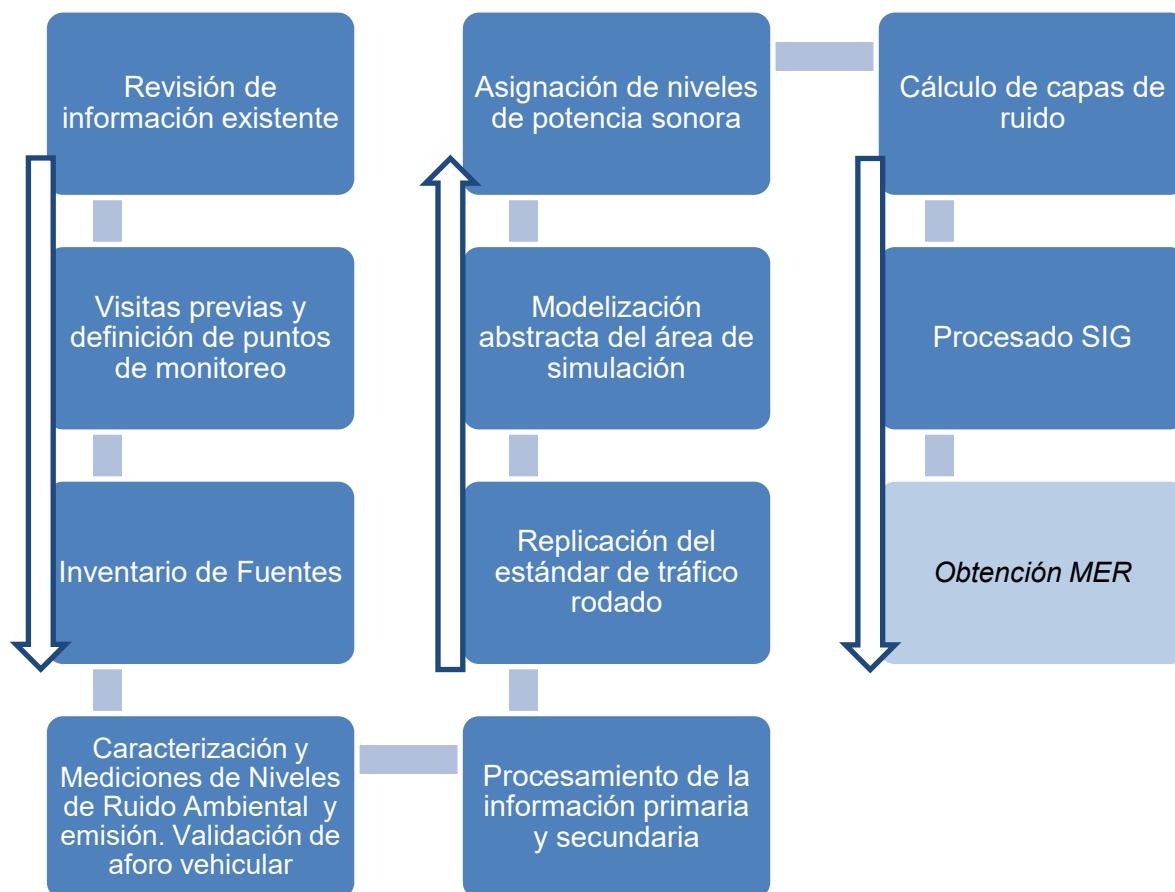 Revisión de
información existente
Visitas previas y
definición de puntos
de monitoreo
Inventario de Fuentes
Caracterización y
Mediciones de Niveles
de Ruido Ambiental y
emisión. Validación de
aforo vehicular
Procesamiento de la
información primaria
y secundaria
Replicación del
estándar de tráfico
rodado
Modelización
abstracta del área de
simulación
Asignación de niveles
de potencia sonora
Cálculo de capas de
ruido
Procesado SIG
Obtención MER